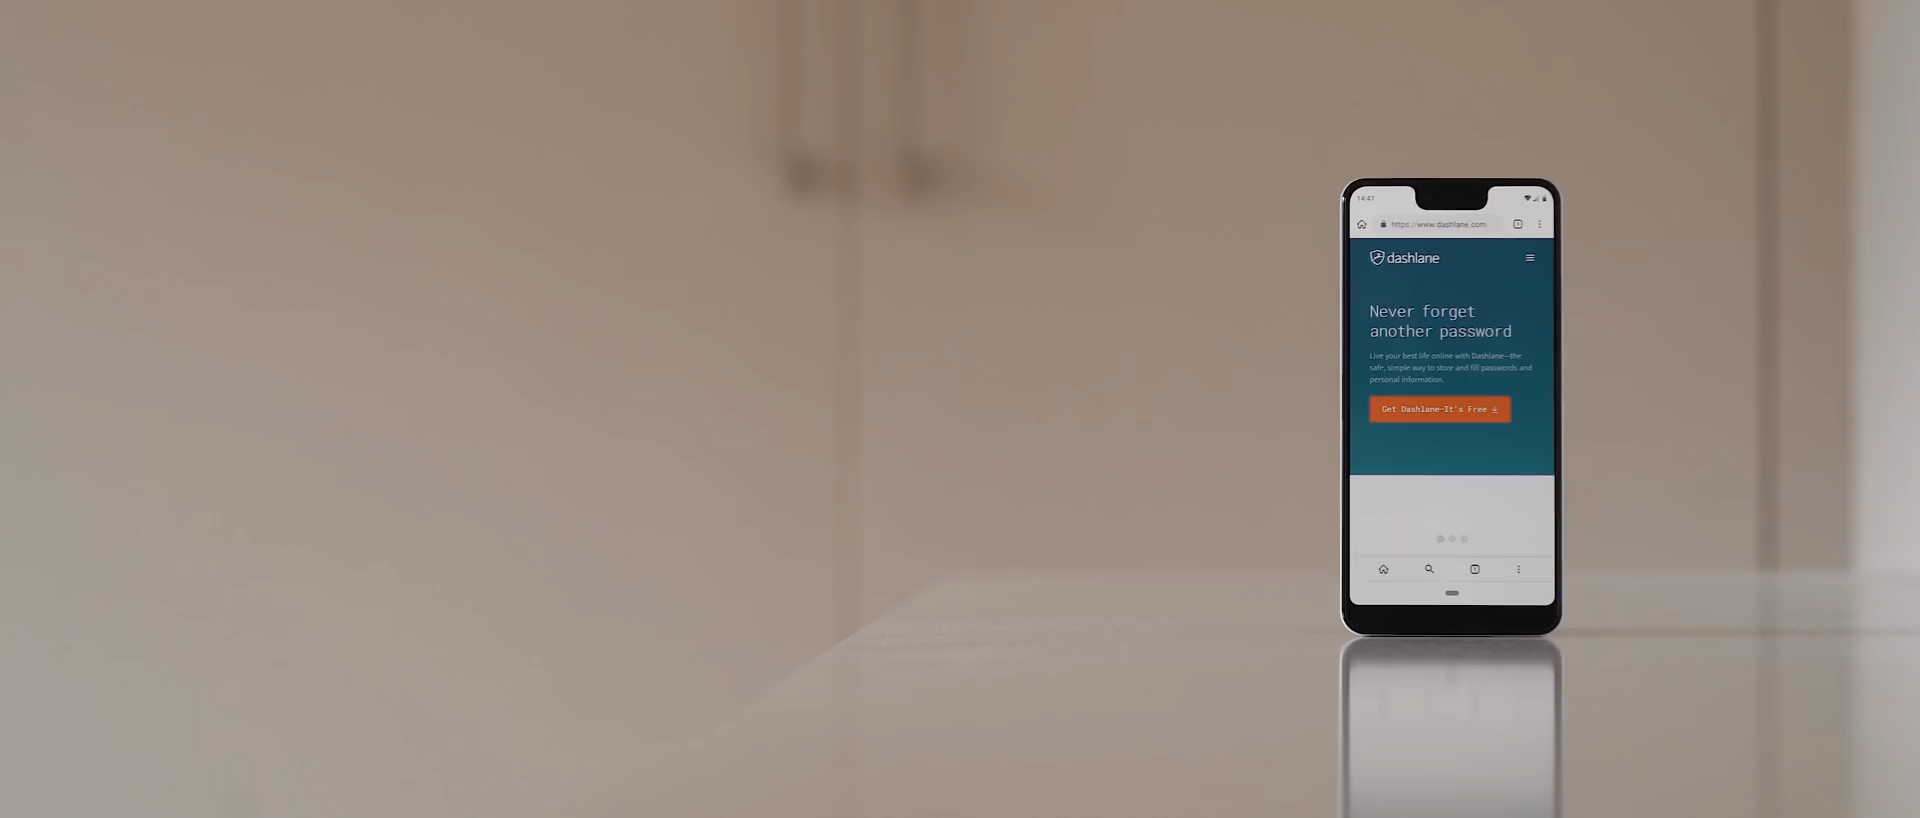 14:47
https://www.dashlane.com
dashlane
Never forget
another password
Live your best life online with Dashlane—the
safe, simple way to store and fill passwords and
personal information.
Get Dashlane—It's Free